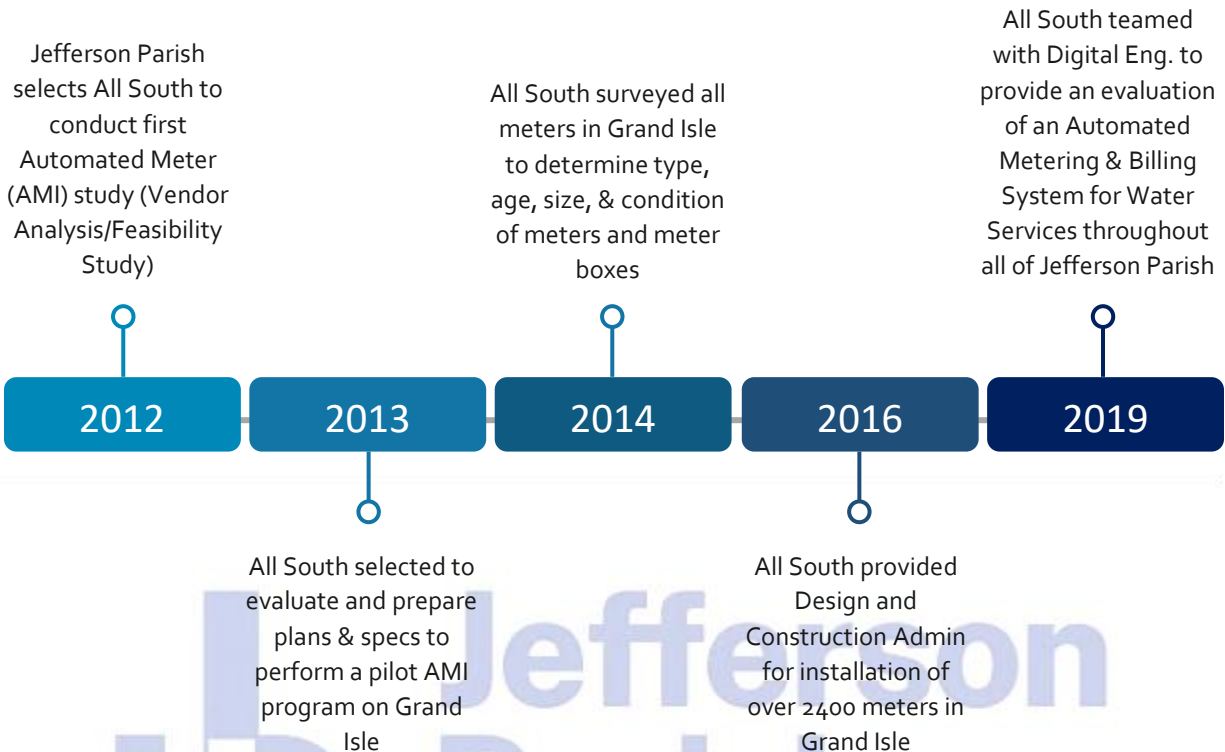 Jefferson Parish
selects All South to
conduct first
Automated Meter
(AMI) study (Vendor
Analysis/Feasibility
Study)
All South surveyed all
meters in Grand Isle
to determine type,
age, size, & condition
of meters and meter
boxes
All South teamed
with Digital Eng. to
provide an evaluation
of an Automated
Metering & Billing
System for Water
Services throughout
all of Jefferson Parish
2012
2013
2014
2016
2019
All South selected to
evaluate and prepare
plans & specs to
perform a pilot AMI
program on Grand
Isle
All South provided
Design and
Construction Admin
for installation of
over 2400 meters in
Grand Isle
Jefferson